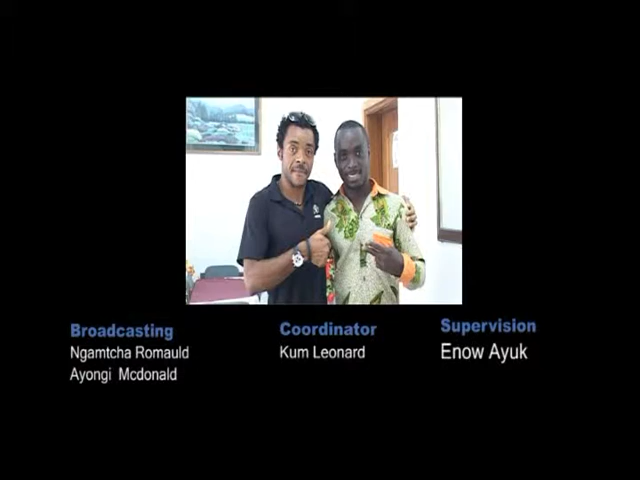 Broadcasting
Ngamtcha Romauld
Ayongi Mcdonald
Coordinator
Kum Leonard
Supervision
Enow Ayuk